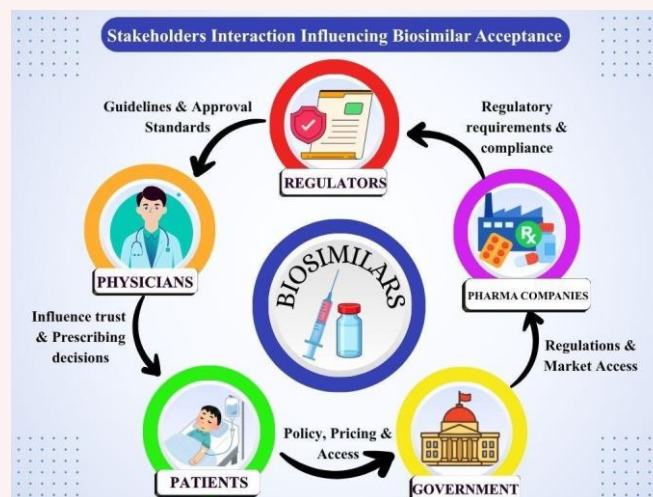 Stakeholders Interaction Influencing Biosimilar Acceptance
Guidelines & Approval
Standards
REGULATORS
Regulatory
requirements &
compliance
PHYSICIANS
BIOSIMILARS
Rx
PHARMA COMPANIES
Influence trust
& Prescribing
decisions
Regulations &
Market Access
Policy, Pricing &
Access
PATIENTS
GOVERNMENT